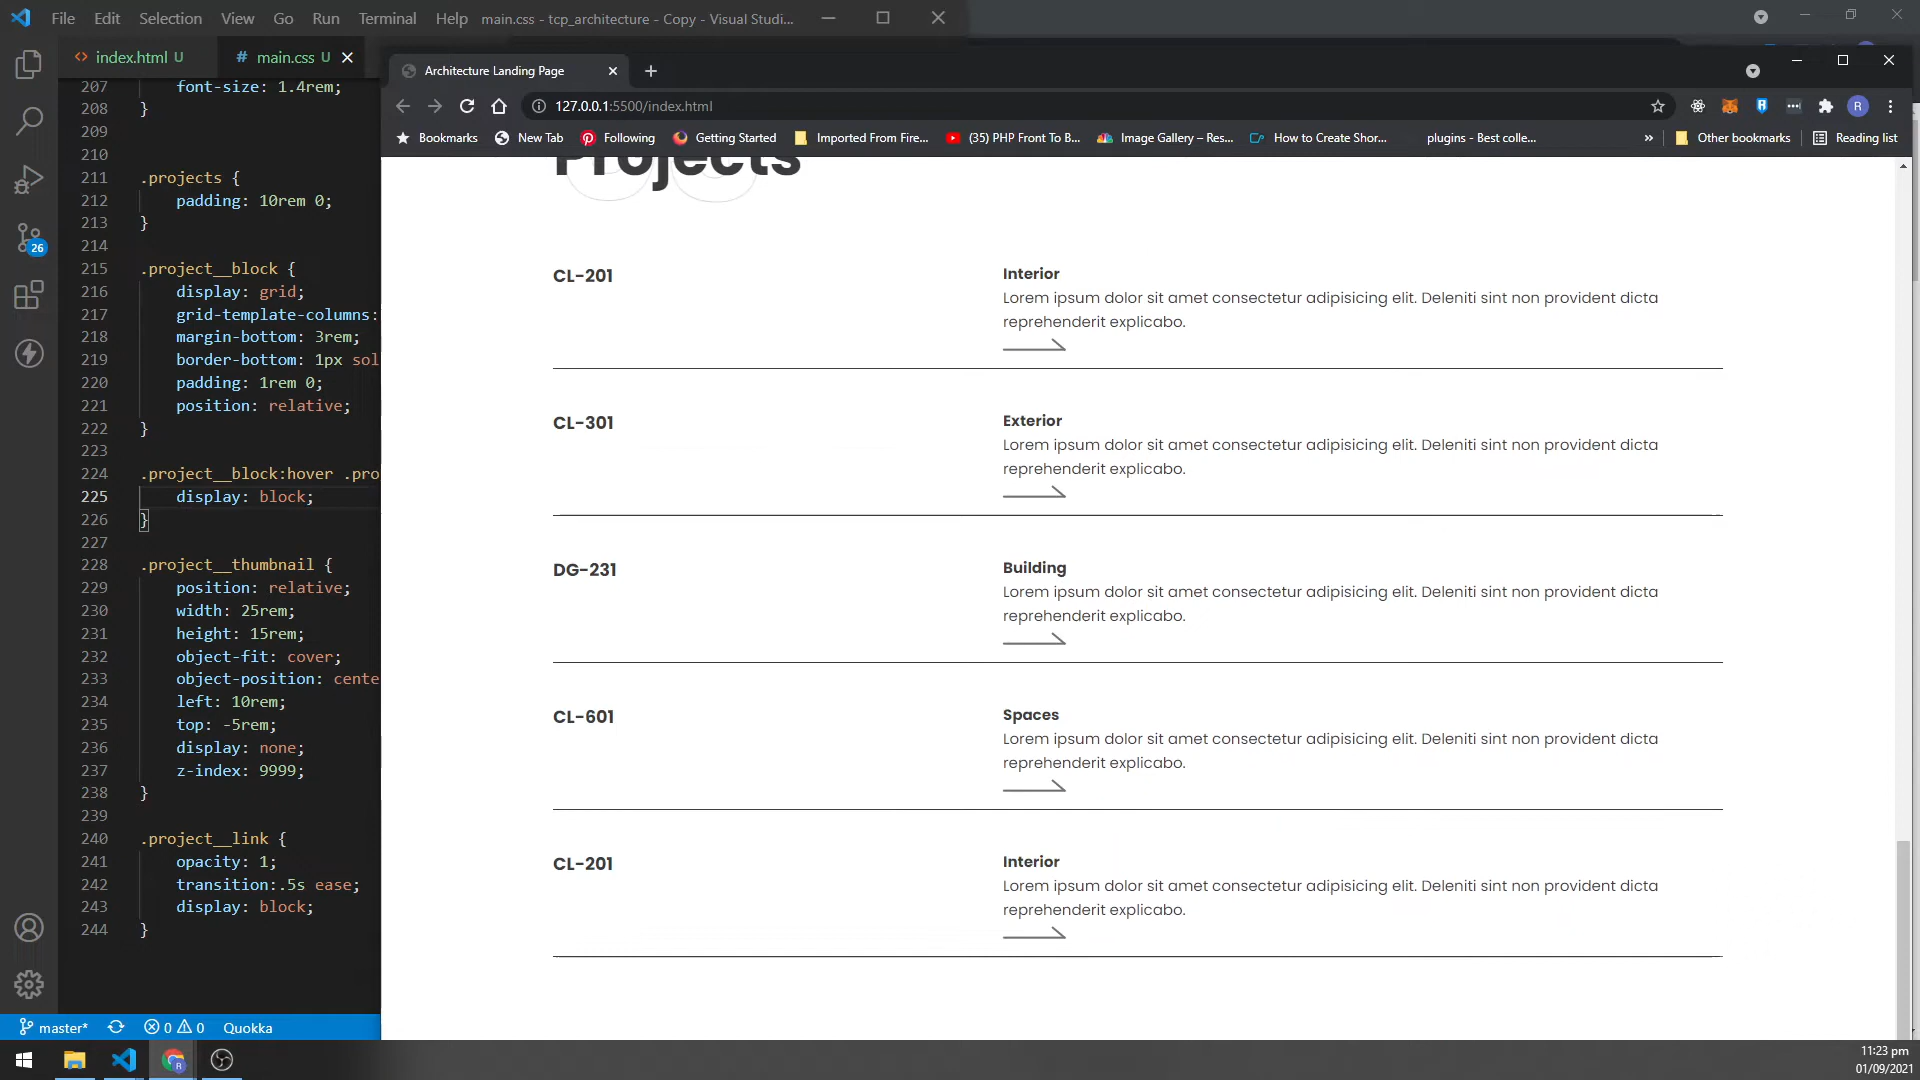 File Edit Selection View Go Run Terminal Help main.css - tcp_architecture - Copy - Visual Studi...
index.html U
# main.css U
207 font-size: 1.4rem;
208 }
209
210
211 .projects {
212 padding: 10rem 0;
213 }
214
215 .project__block {
216 display: grid;
217 grid-template-columns:
218 margin-bottom: 3rem;
219 border-bottom: 1px sol
220 padding: 1rem 0;
221 position: relative;
222 }
223
224 .project__block:hover .pro
225 display: block;
226 }
227
228 .project__thumbnail {
229 position: relative;
230 width: 25rem;
231 height: 15rem;
232 object-fit: cover;
233 object-position: cente
234 left: 10rem;
235 top: -5rem;
236 display: none;
237 z-index: 9999;
238 }
239
240 .project__link {
241 opacity: 1;
242 transition:.5s ease;
243 display: block;
244 }
26
master* 0 0 Quokka
Architecture Landing Page
127.0.0.1:5500/index.html
R
Bookmarks New Tab Following Getting Started Imported From Fire... (35) PHP Front To B... Image Gallery – Res... How to Create Shor... plugins - Best colle... » Other bookmarks Reading list
Projects
CL-201
Interior
Lorem ipsum dolor sit amet consectetur adipisicing elit. Deleniti sint non provident dicta
reprehenderit explicabo.
CL-301
Exterior
Lorem ipsum dolor sit amet consectetur adipisicing elit. Deleniti sint non provident dicta
reprehenderit explicabo.
DG-231
Building
Lorem ipsum dolor sit amet consectetur adipisicing elit. Deleniti sint non provident dicta
reprehenderit explicabo.
CL-601
Spaces
Lorem ipsum dolor sit amet consectetur adipisicing elit. Deleniti sint non provident dicta
reprehenderit explicabo.
CL-201
Interior
Lorem ipsum dolor sit amet consectetur adipisicing elit. Deleniti sint non provident dicta
reprehenderit explicabo.
11:23 pm
01/09/2021